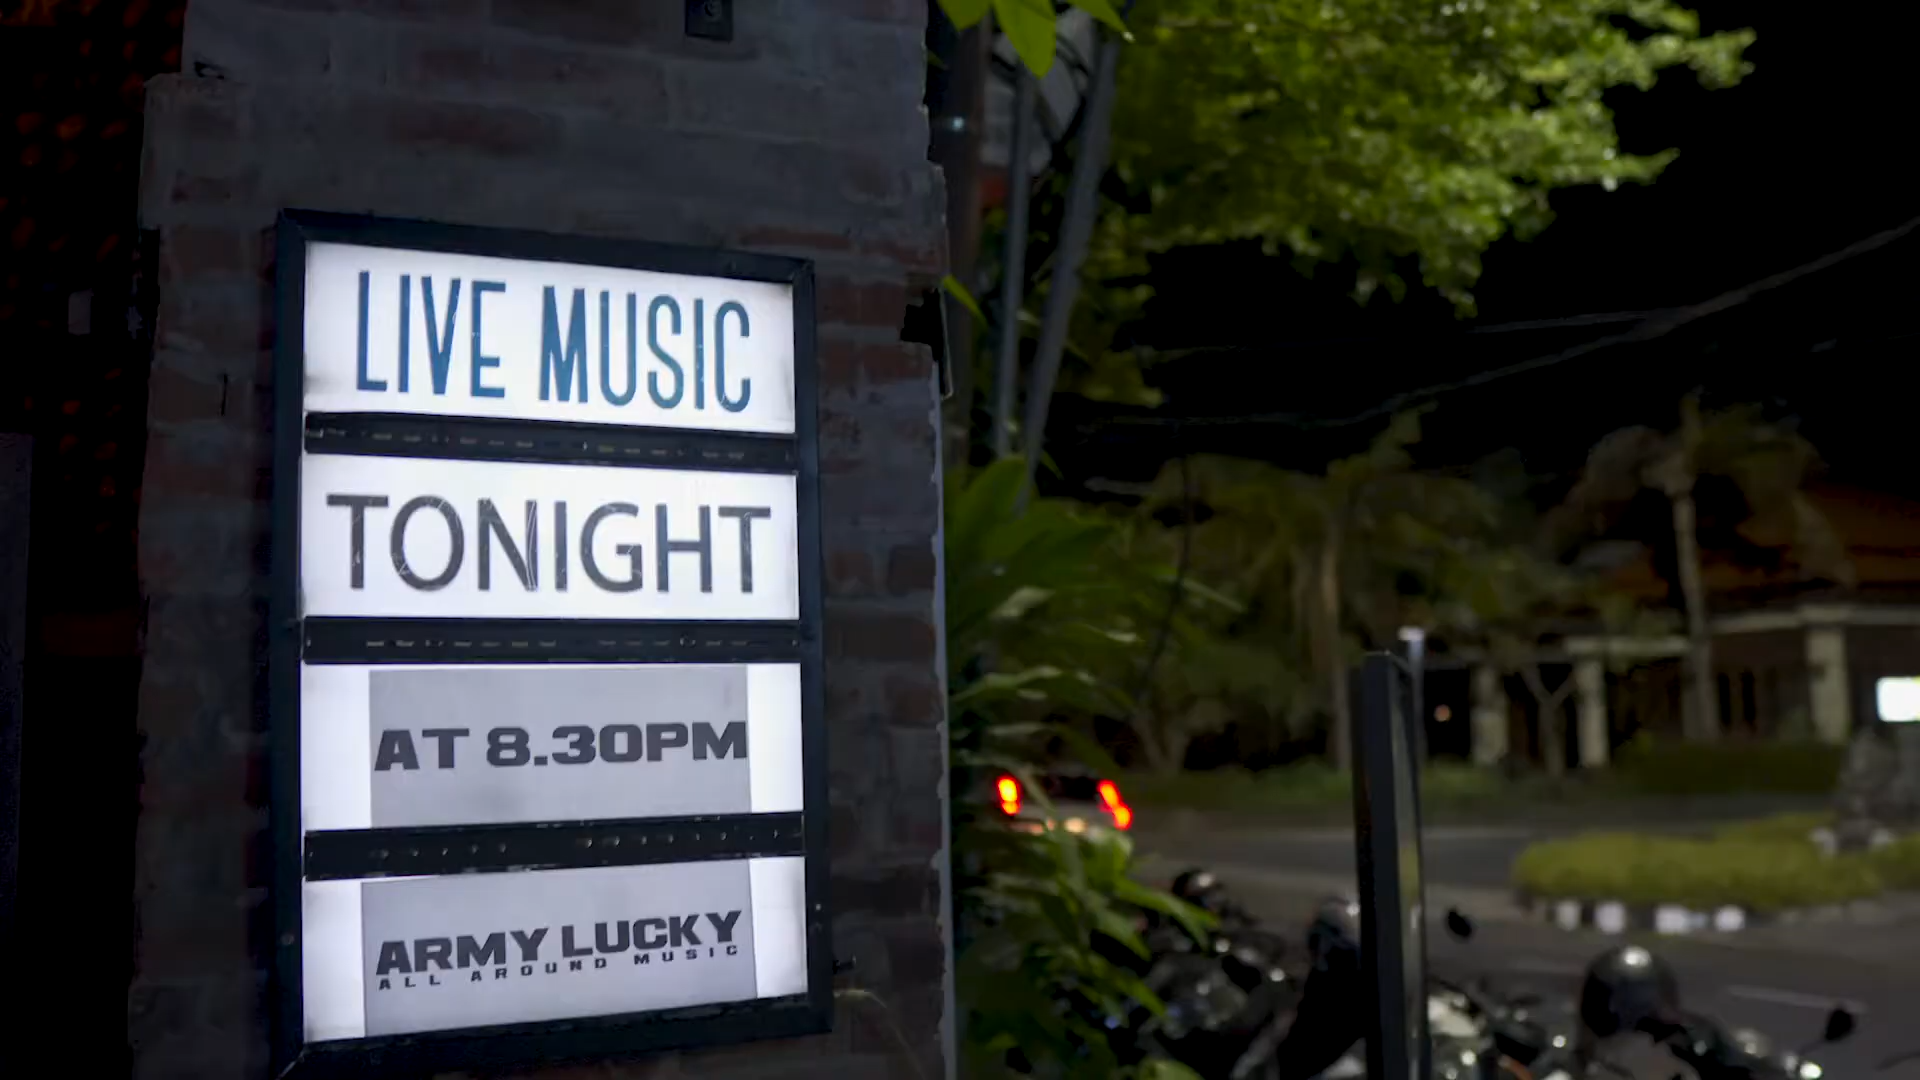 LIVE MUSIC
TONIGHT
AT 8.30PM
ARMY LUCKY
ALL AROUND MUSIC